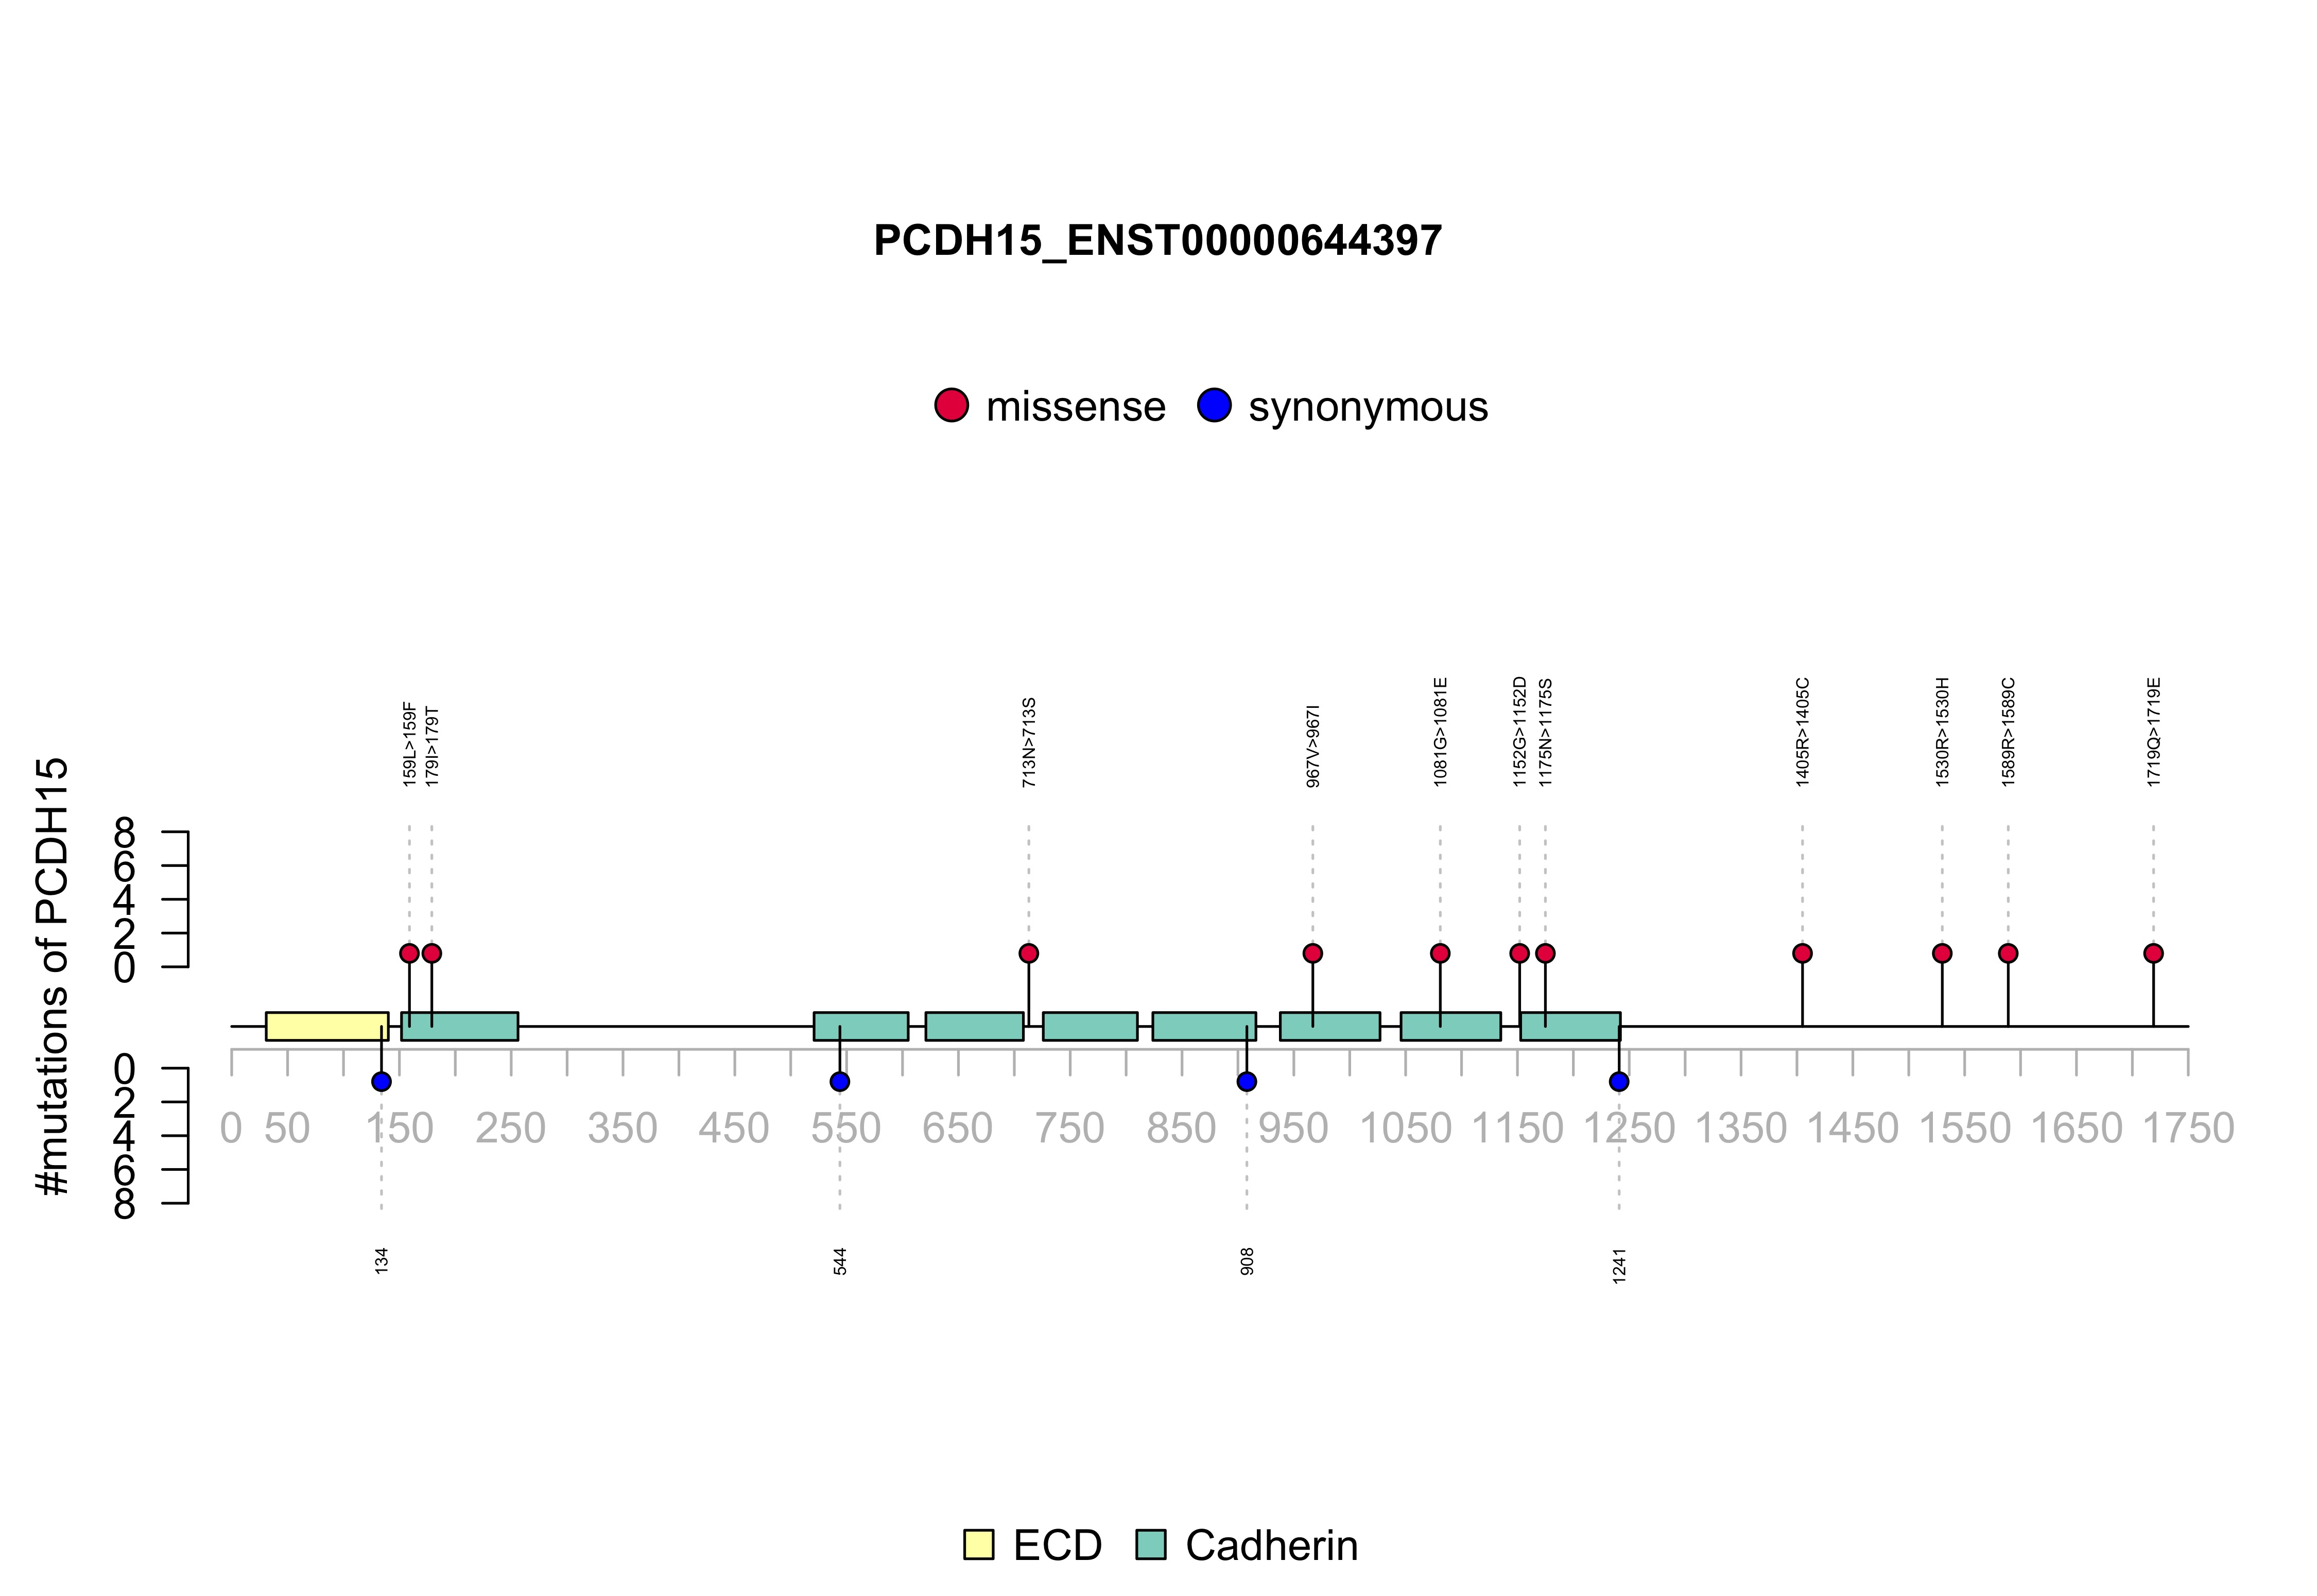 PCDH15_ENST00000644397
missense synonymous
159L>159F
179I>179T
713N>713S
967V>967I
1081G>1081E
1152G>1152D
1175N>1175S
1405R>1405C
1530R>1530H
1589R>1589C
1719Q>1719E
#mutations of PCDH15
8
6
4
2
0
0
2
4
6
8
0 50 150 250 350 450 550 650 750 850 950 1050 1150 1250 1350 1450 1550 1650 1750
134
544
908
1241
ECD Cadherin